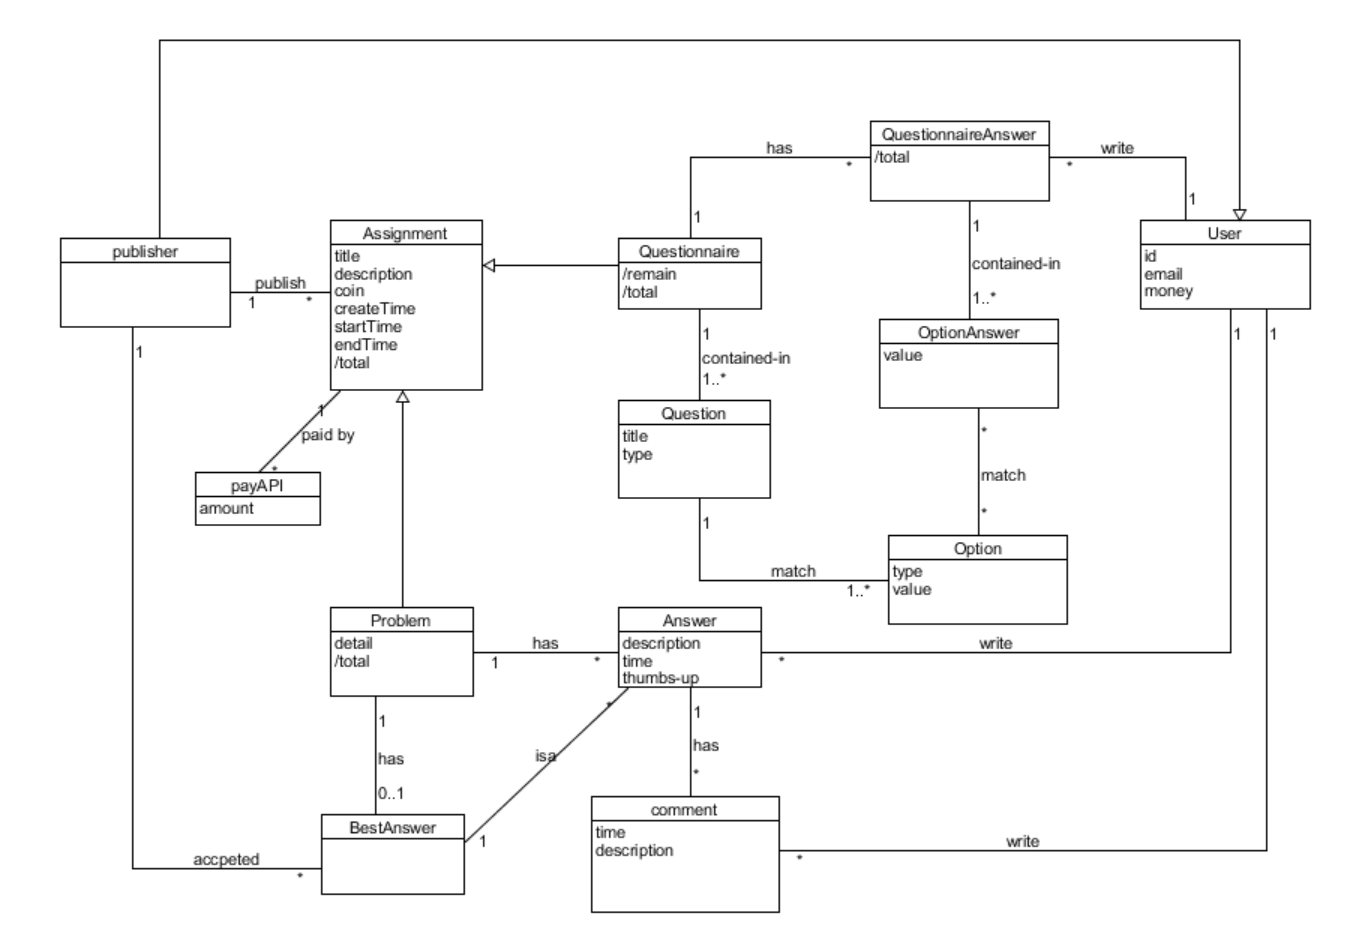 QuestionnaireAnswer
/total
has
*
write
*
1
1
publisher
Assignment
title
description
coin
createTime
startTime
endTime
/total
publish
1
*
Questionnaire
/remain
/total
1
contained-in
1..*
User
id
email
money
1
contained-in
1..*
OptionAnswer
value
1
1
1
1
paid by
*
payAPI
amount
Question
title
type
*
match
*
1
match
1..*
Option
type
value
Problem
detail
/total
1
has
*
Answer
description
time
thumbs-up
*
write
1
has
0..1
*
isa
1
1
has
*
BestAnswer
accpeted
*
comment
time
description
*
write